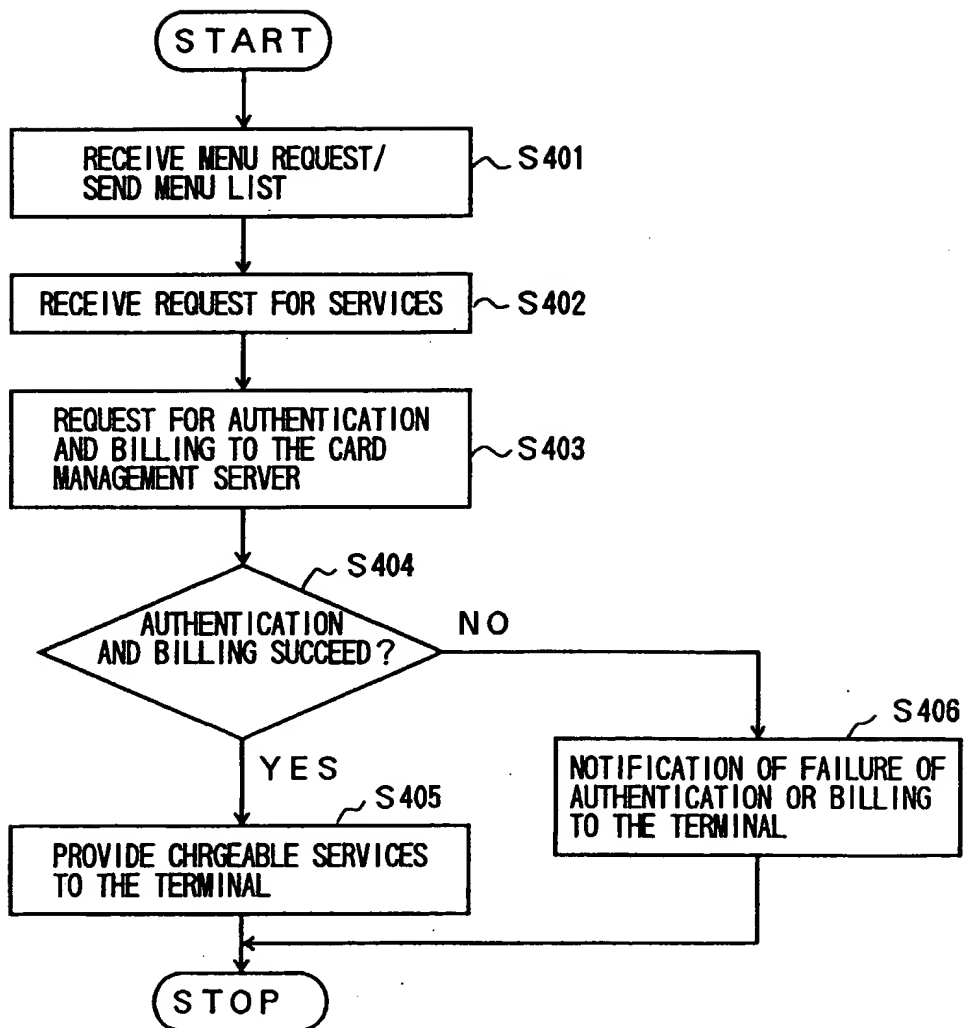 START
RECEIVE MENU REQUEST/
SEND MENU LIST
S401
RECEIVE REQUEST FOR SERVICES
S402
REQUEST FOR AUTHENTICATION
AND BILLING TO THE CARD
MANAGEMENT SERVER
S403
S404
AUTHENTICATION
AND BILLING SUCCEED?
NO
YES
S405
PROVIDE CHRGEABLE SERVICES
TO THE TERMINAL
S406
NOTIFICATION OF FAILURE OF
AUTHENTICATION OR BILLING
TO THE TERMINAL
STOP